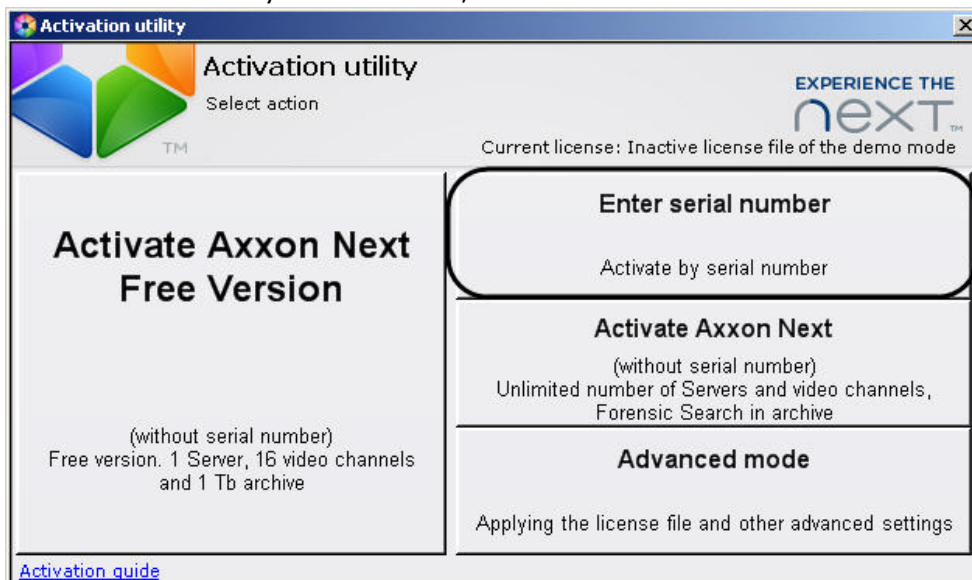 Activation utility
Activation utility
Select action
TM
EXPERIENCE THE
next TM
Current license: Inactive license file of the demo mode
Activate Axxon Next
Free Version
(without serial number)
Free version. 1 Server, 16 video channels
and 1 Tb archive
Enter serial number
Activate by serial number
Activate Axxon Next
(without serial number)
Unlimited number of Servers and video channels,
Forensic Search in archive
Advanced mode
Applying the license file and other advanced settings
Activation guide